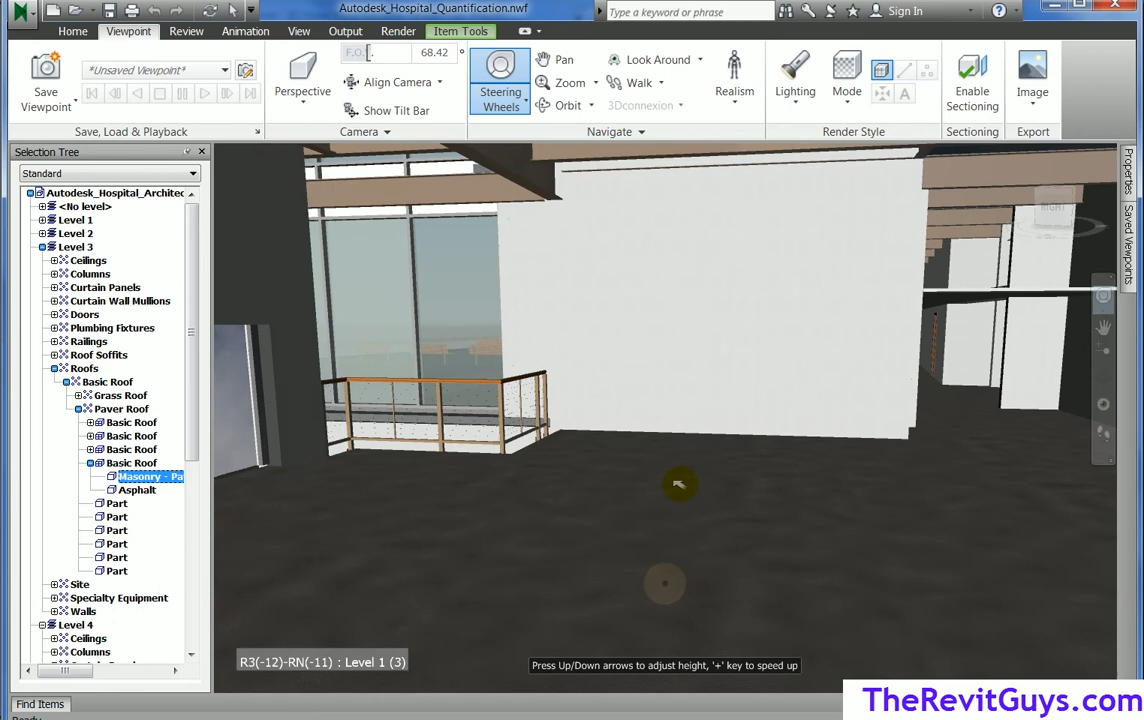 Autodesk_Hospital_Quantification.nwf
Type a keyword or phrase
Sign In
Home
Viewpoint
Review
Animation
View
Output
Render
Item Tools
Save
Viewpoint
*Unsaved Viewpoint*
Save, Load & Playback
Perspective
68.42
Align Camera
Show Tilt Bar
Camera
Steering
Wheels
Pan
Zoom
Orbit
Look Around
Walk
3Dconnexion
Navigate
Realism
Lighting
Mode
A
Render Style
Enable
Sectioning
Sectioning
Image
Export
Selection Tree
Standard
Autodesk_Hospital_Architec
<No level>
Level 1
Level 2
Level 3
Ceilings
Columns
Curtain Panels
Curtain Wall Mullions
Doors
Plumbing Fixtures
Railings
Roof Soffits
Roofs
Basic Roof
Grass Roof
Paver Roof
Basic Roof
Basic Roof
Basic Roof
Basic Roof
Masonry - Pa
Asphalt
Part
Part
Part
Part
Part
Part
Site
Specialty Equipment
Walls
Level 4
Ceilings
Columns
RIGHT
Properties
Saved Viewpoints
R3(-12)-RN(-11) : Level 1 (3)
Press Up/Down arrows to adjust height, '+' key to speed up
Find Items
TheRevitGuys.com